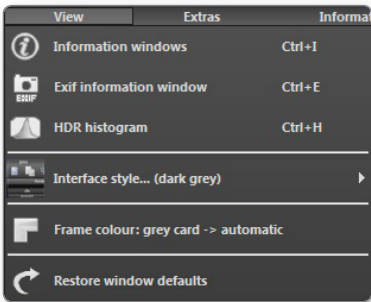 View Extras Informat
Information windows Ctrl+I
EXIF Exif information window Ctrl+E
HDR histogram Ctrl+H
Interface style... (dark grey)
Frame colour: grey card -> automatic
Restore window defaults